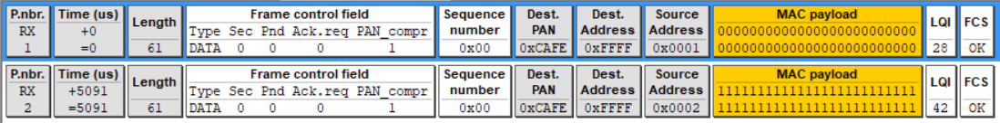 P.nbr. Time (us) Length Frame control field Sequence Dest. Dest. Source MAC payload LQI FCS
RX +0 Type Sec Pnd Ack.req PAN_compr number PAN Address Address 0000000000000000000000000
1 =0 61 DATA 0 0 0 1 0x00 0xCAFE 0xFFFF 0x0001 0000000000000000000000000 28 OK
P.nbr. Time (us) Length Frame control field Sequence Dest. Dest. Source MAC payload LQI FCS
RX +5091 Type Sec Pnd Ack.req PAN_compr number PAN Address Address 1111111111111111111111111
2 =5091 61 DATA 0 0 0 1 0x00 0xCAFE 0xFFFF 0x0002 1111111111111111111111111 42 OK